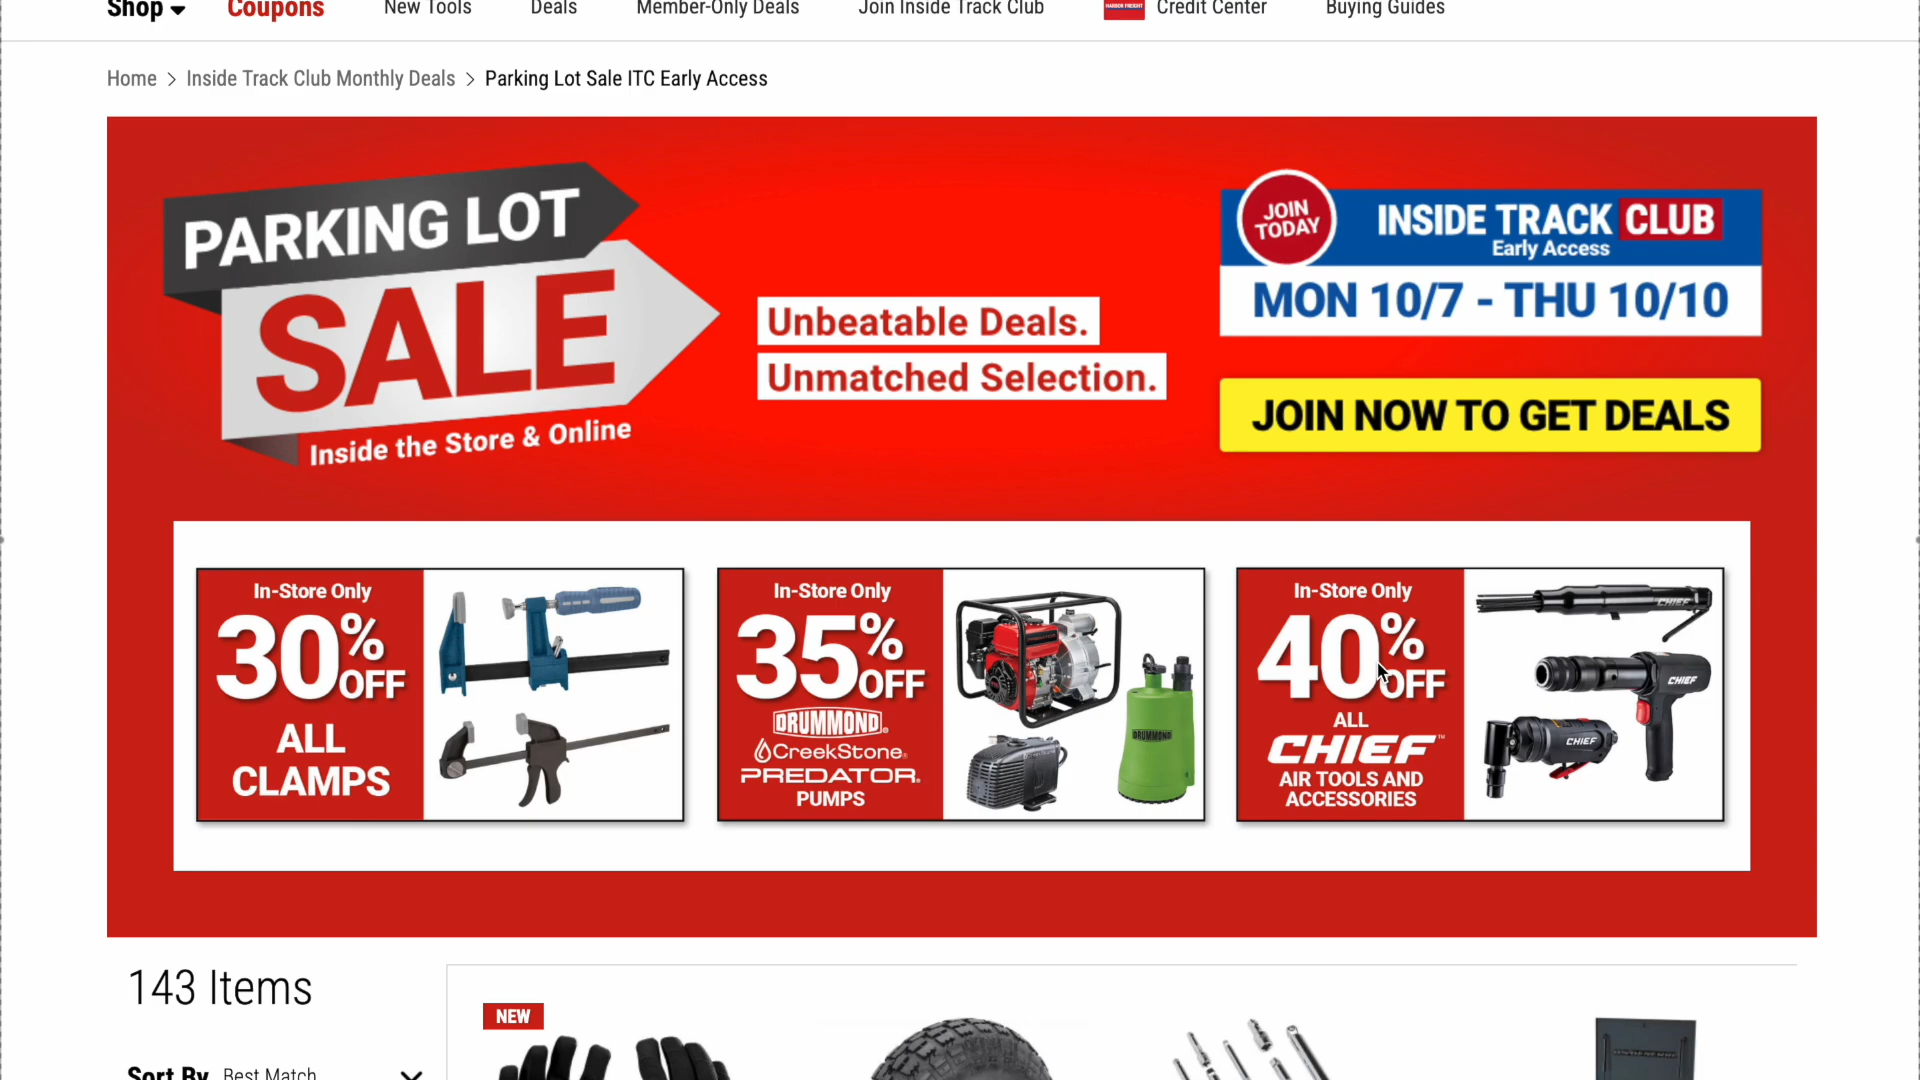 Shop
Coupons
New Tools
Deals
Member-Only Deals
Join Inside Track Club
HARBOR FREIGHT
Credit Center
Buying Guides
Home > Inside Track Club Monthly Deals > Parking Lot Sale ITC Early Access
PARKING LOT
SALE
Inside the Store & Online
Unbeatable Deals.
Unmatched Selection.
JOIN
TODAY
INSIDE TRACK CLUB
Early Access
MON 10/7 - THU 10/10
JOIN NOW TO GET DEALS
In-Store Only
30% OFF
ALL
CLAMPS
In-Store Only
35% OFF
DRUMMOND.
CreekStone.
PREDATOR.
PUMPS
DRUMMOND
In-Store Only
40% OFF
ALL
CHIEF™
AIR TOOLS AND
ACCESSORIES
CHIEF
CHIEF
CHIEF
143 Items
NEW
Sort By
Best Match